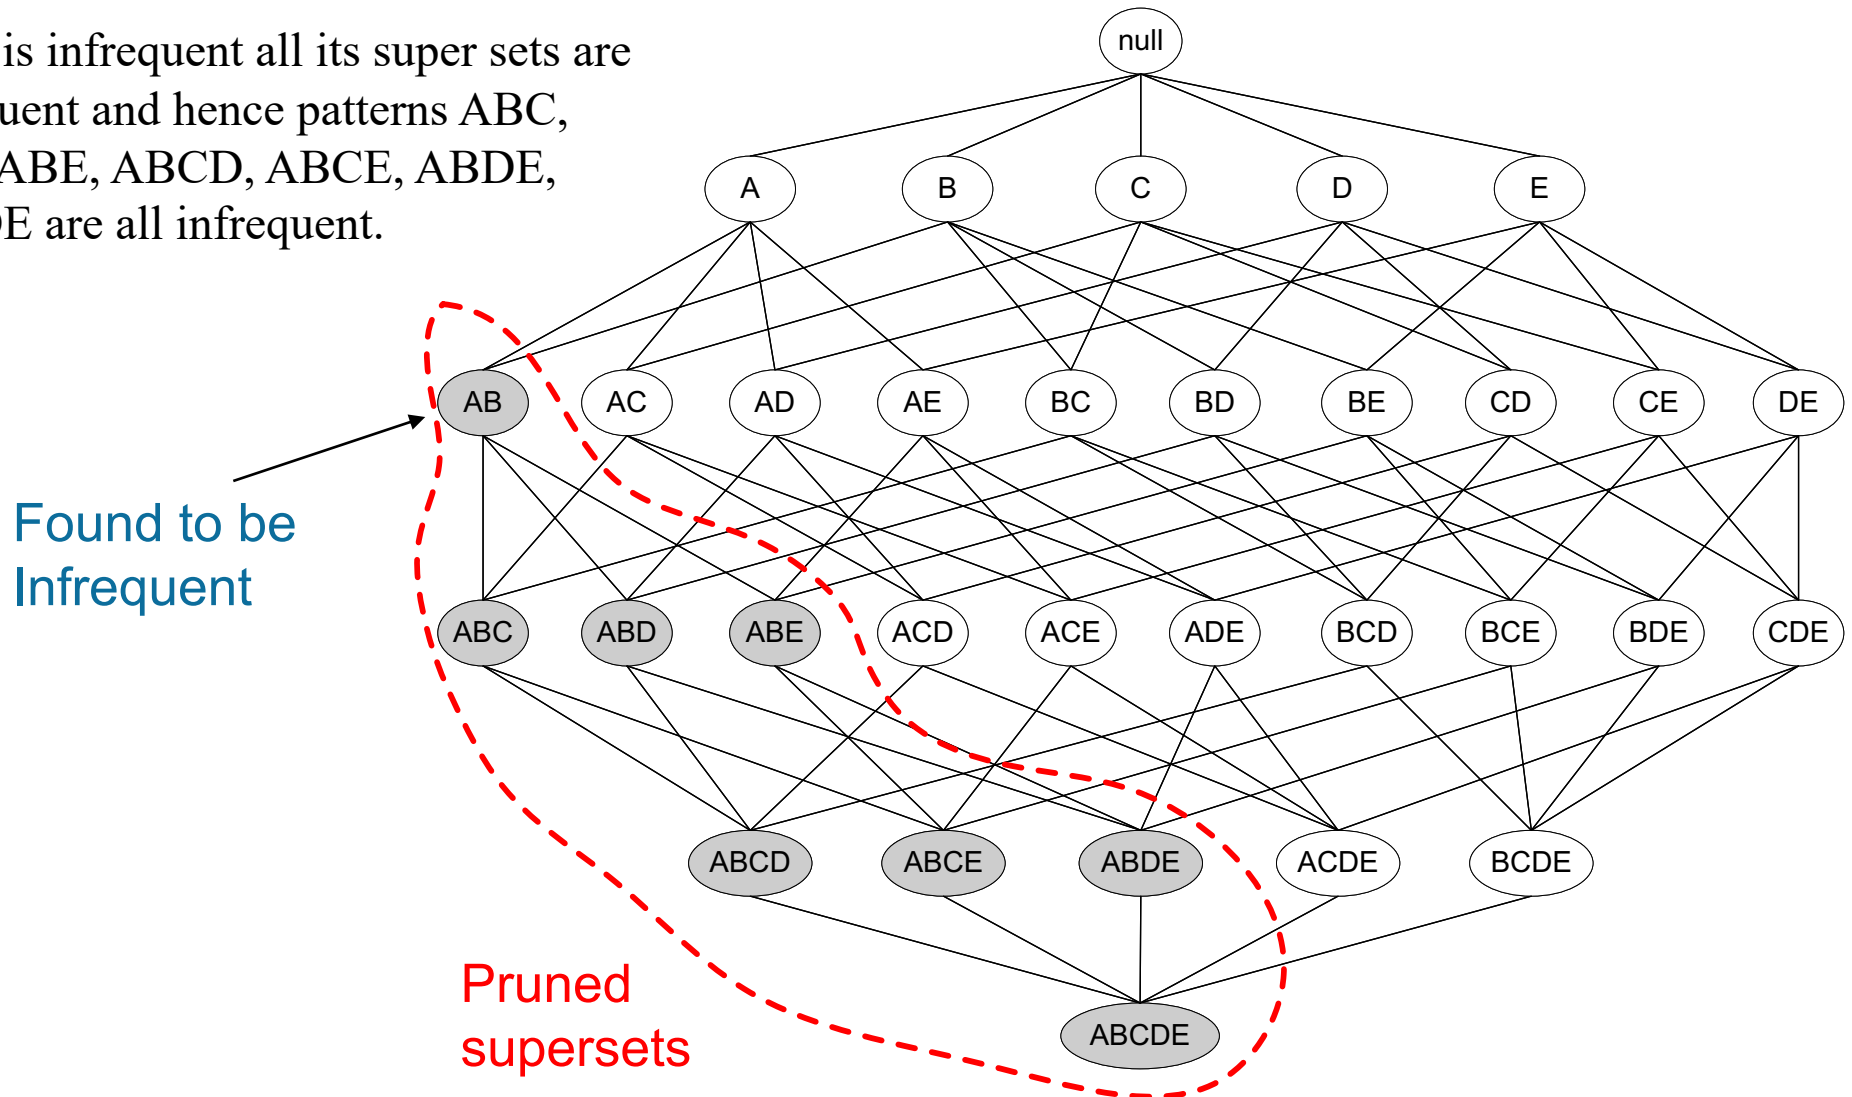 is infrequent all its super sets are
uent and hence patterns ABC,
ABE, ABCD, ABCE, ABDE,
DE are all infrequent.
null
A B C D E
AB AC AD AE BC BD BE CD CE DE
Found to be
Infrequent
ABC ABD ABE ACD ACE ADE BCD BCE BDE CDE
ABCD ABCE ABDE ACDE BCDE
Pruned
supersets
ABCDE